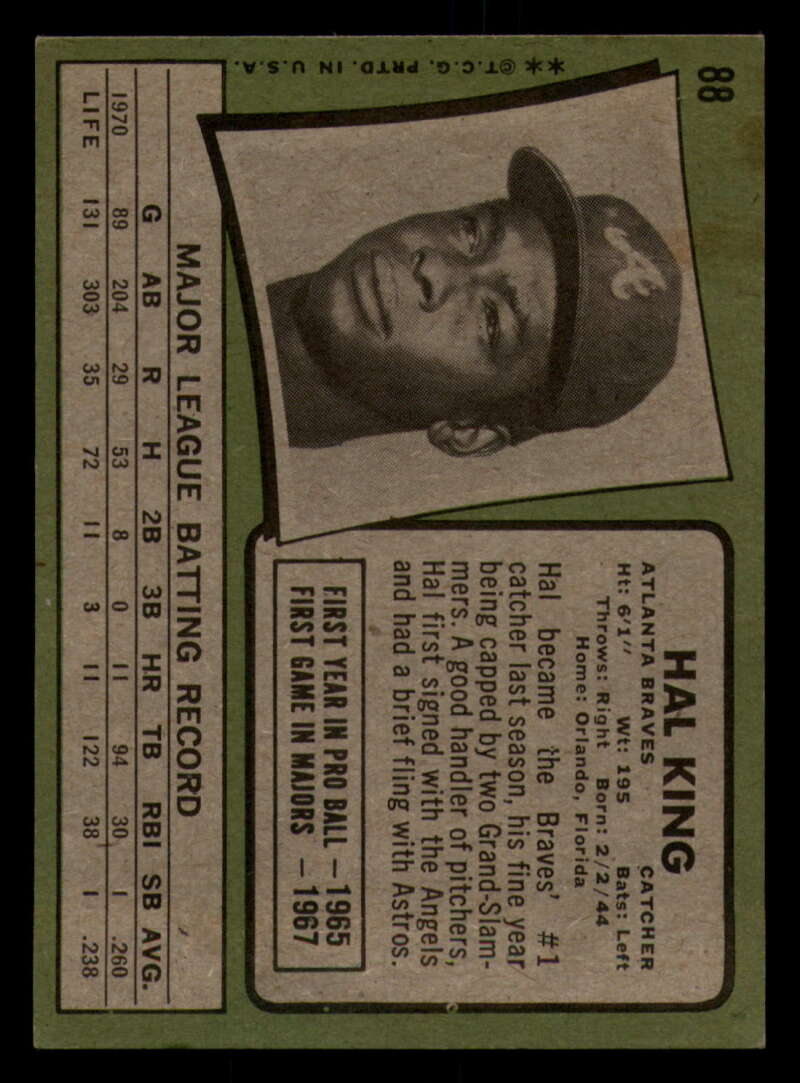 88
**@T.C.G. PRTD. IN U.S.A.
A
HAL KING
ATLANTA BRAVES CATCHER
Ht: 6'1" Wt: 195 Bats: Left
Throws: Right Born: 2/2/44
Home: Orlando, Florida
Hal became the Braves' #1
catcher last season, his fine year
being capped by two Grand-Slam-
mers. A good handler of pitchers,
Hal first signed with the Angels
and had a brief fling with Astros.
FIRST YEAR IN PRO BALL — 1965
FIRST GAME IN MAJORS — 1967
MAJOR LEAGUE BATTING RECORD
G AB R H 2B 3B HR TB RBI SB AVG.
1970 89 204 29 53 8 0 11 94 30 1 .260
LIFE 131 303 35 72 11 3 11 122 38 1 .238